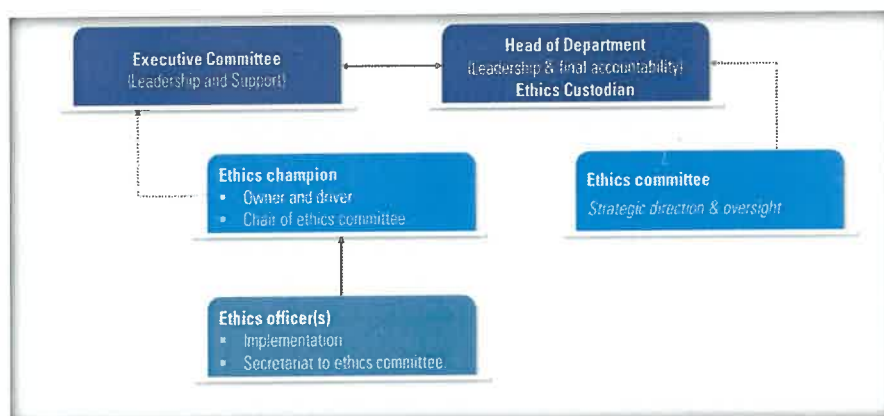 Executive Committee
(Leadership and Support)
Head of Department
(Leadership & final accountability)
Ethics Custodian
Ethics champion
▪ Owner and driver
▪ Chair of ethics committee
Ethics committee
Strategic direction & oversight
Ethics officer(s)
▪ Implementation
▪ Secretariat to ethics committee